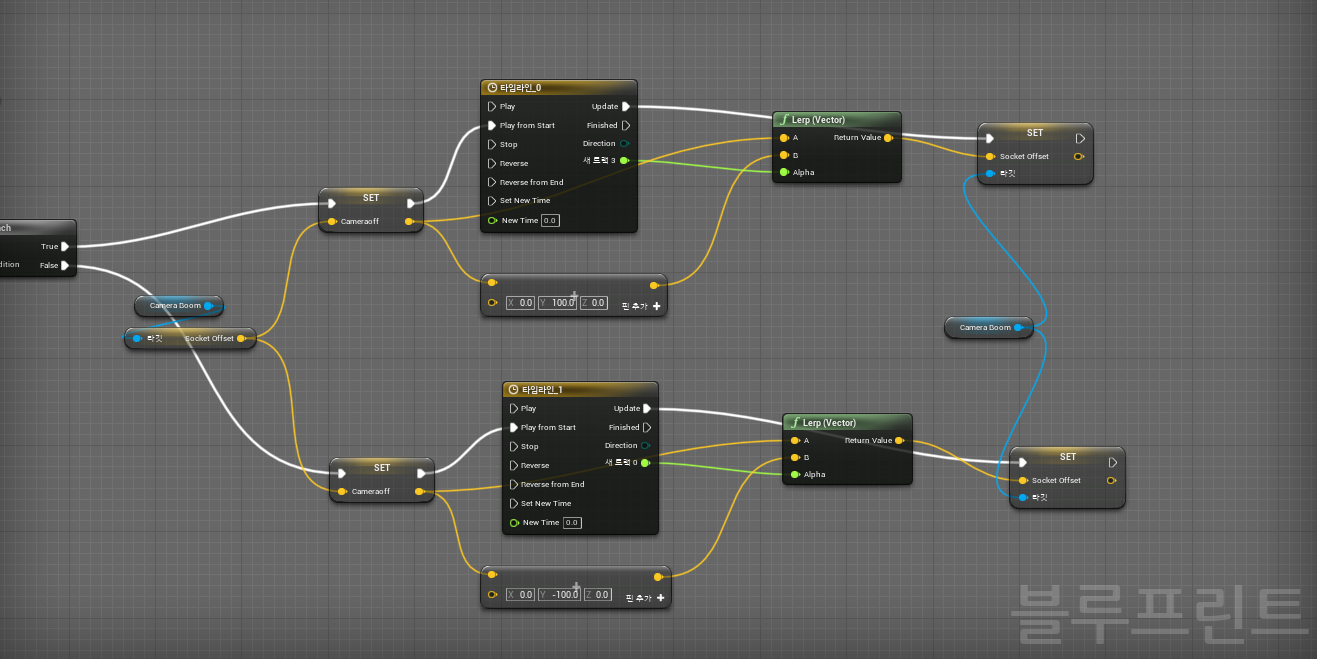 타임라인_0
Play
Update
Play from Start
Finished
Stop
Direction
Reverse
새 트랙 3
Reverse from End
Set New Time
New Time 0.0
Lerp (Vector)
A
Return Value
B
Alpha
SET
Socket Offset
타깃
SET
Cameraoff
ch
True
dition
False
Camera Boom
타깃
Socket Offset
X 0.0 Y 100.0 Z 0.0
핀 추가 +
Camera Boom
타임라인_1
Play
Update
Play from Start
Finished
Stop
Direction
Reverse
새 트랙 0
Reverse from End
Set New Time
New Time 0.0
Lerp (Vector)
A
Return Value
B
Alpha
SET
Socket Offset
타깃
SET
Cameraoff
X 0.0 Y -100.0 Z 0.0
핀 추가 +
블루프린트